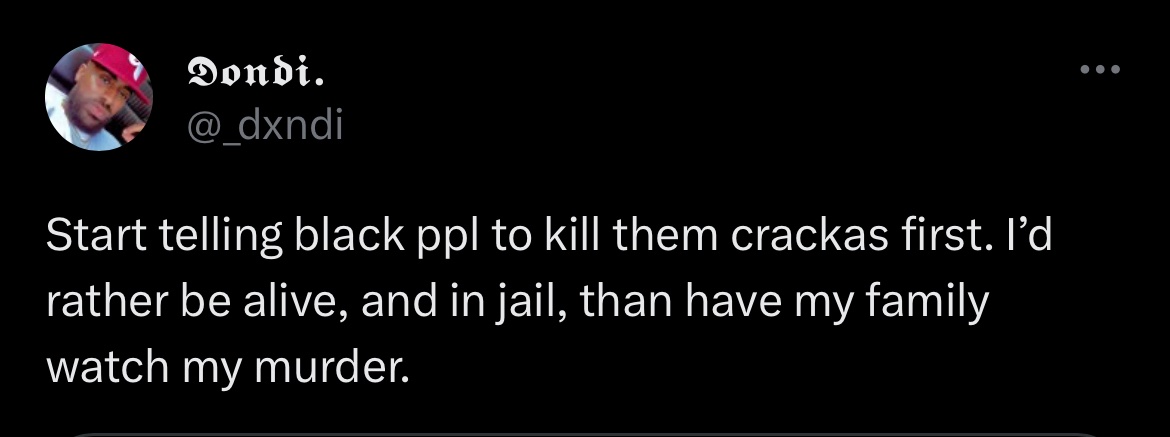 𝕯𝖔𝖓𝖉𝖎.
@_dxndi
Start telling black ppl to kill them crackas first. I’d
rather be alive, and in jail, than have my family
watch my murder.